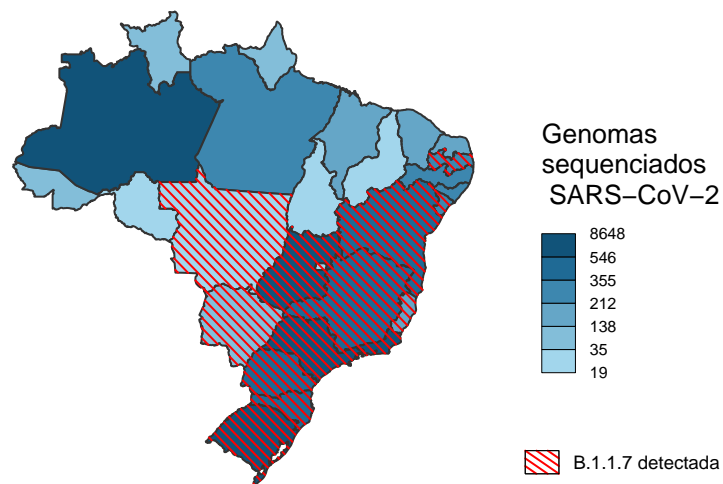 Genomas
sequenciados
SARS−CoV−2
8648
546
355
212
138
35
19
B.1.1.7 detectada